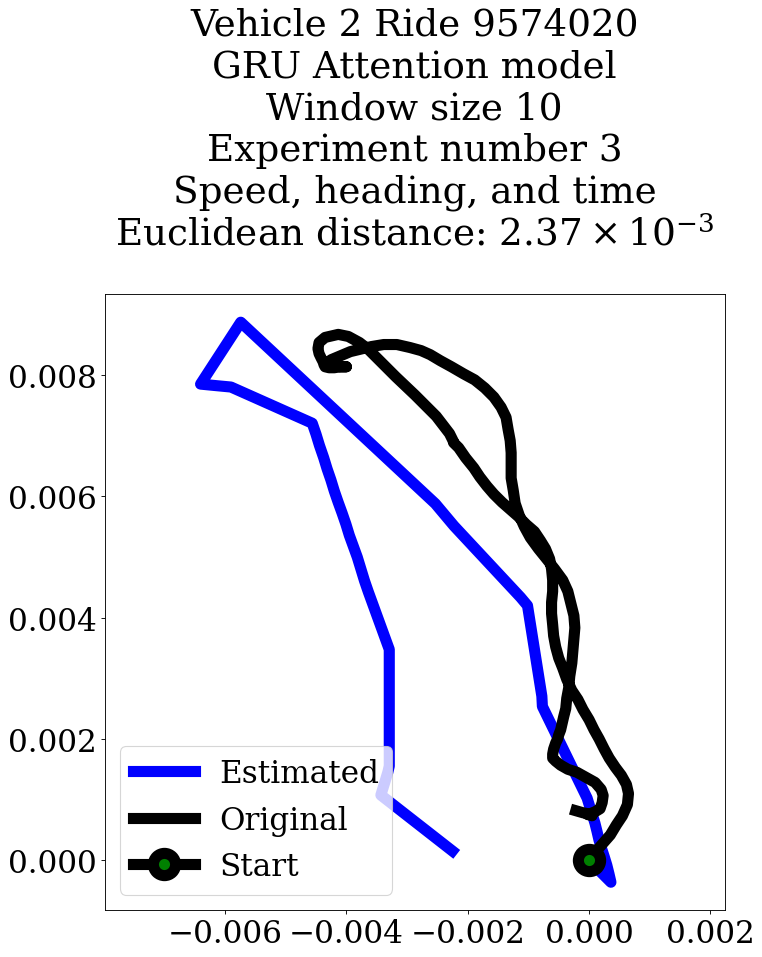 Vehicle 2 Ride 9574020
GRU Attention model
Window size 10
Experiment number 3
Speed, heading, and time
Euclidean distance: 2.37 × 10⁻³
0.008
0.006
0.004
0.002
0.000
Estimated
Original
Start
−0.006 −0.004 −0.002 0.000 0.002